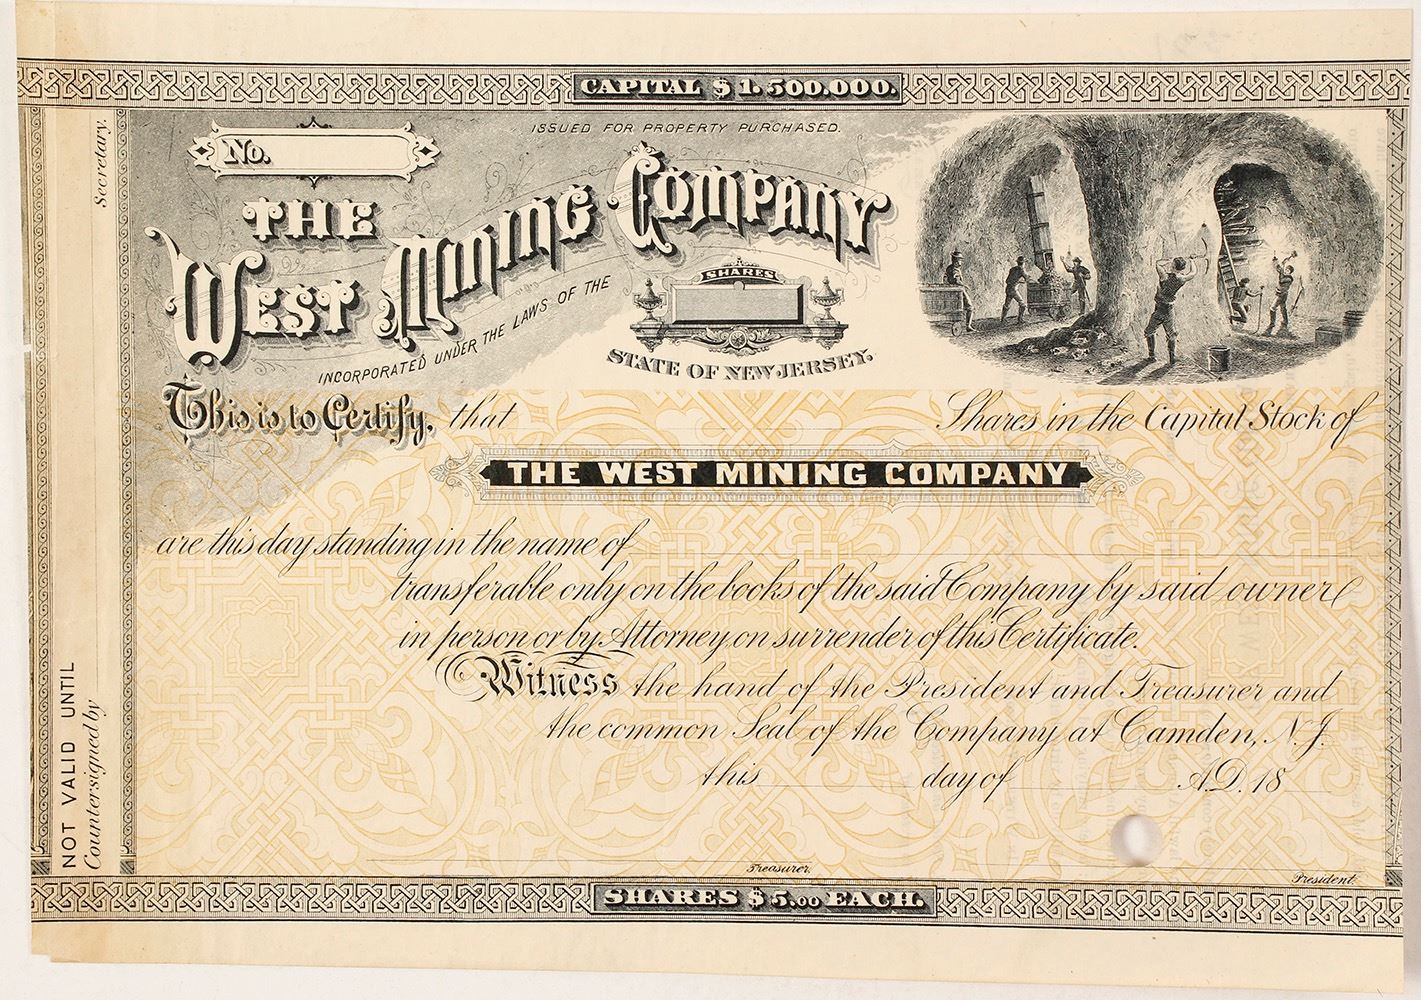 CAPITAL $1.500.000.
ISSUED FOR PROPERTY PURCHASED.
No.
THE
WEST MINING COMPANY
SHARES
INCORPORATED UNDER THE LAWS OF THE
STATE OF NEW JERSEY.
This is to Certify, that Shares in the Capital Stock of
THE WEST MINING COMPANY
are this day standing in the name of
transferable only on the books of the said Company by said owner
in person or by Attorney, on surrender of this Certificate.
Witness the hand of the President and Treasurer and
the common Seal of the Company at Camden, N.J.
this day of A.D. 18
Treasurer.
President.
SHARES $5.00 EACH.
NOT VALID UNTIL
Countersigned by Secretary.